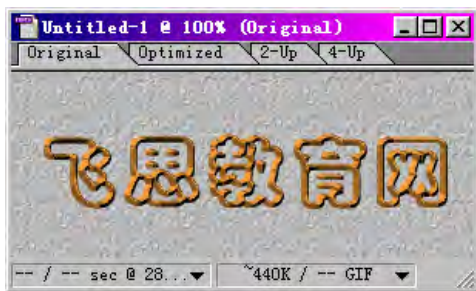 Untitled-1 @ 100% (Original)
Original Optimized 2-Up 4-Up
飞思教育网
-- / -- sec @ 28... ~440K / -- GIF